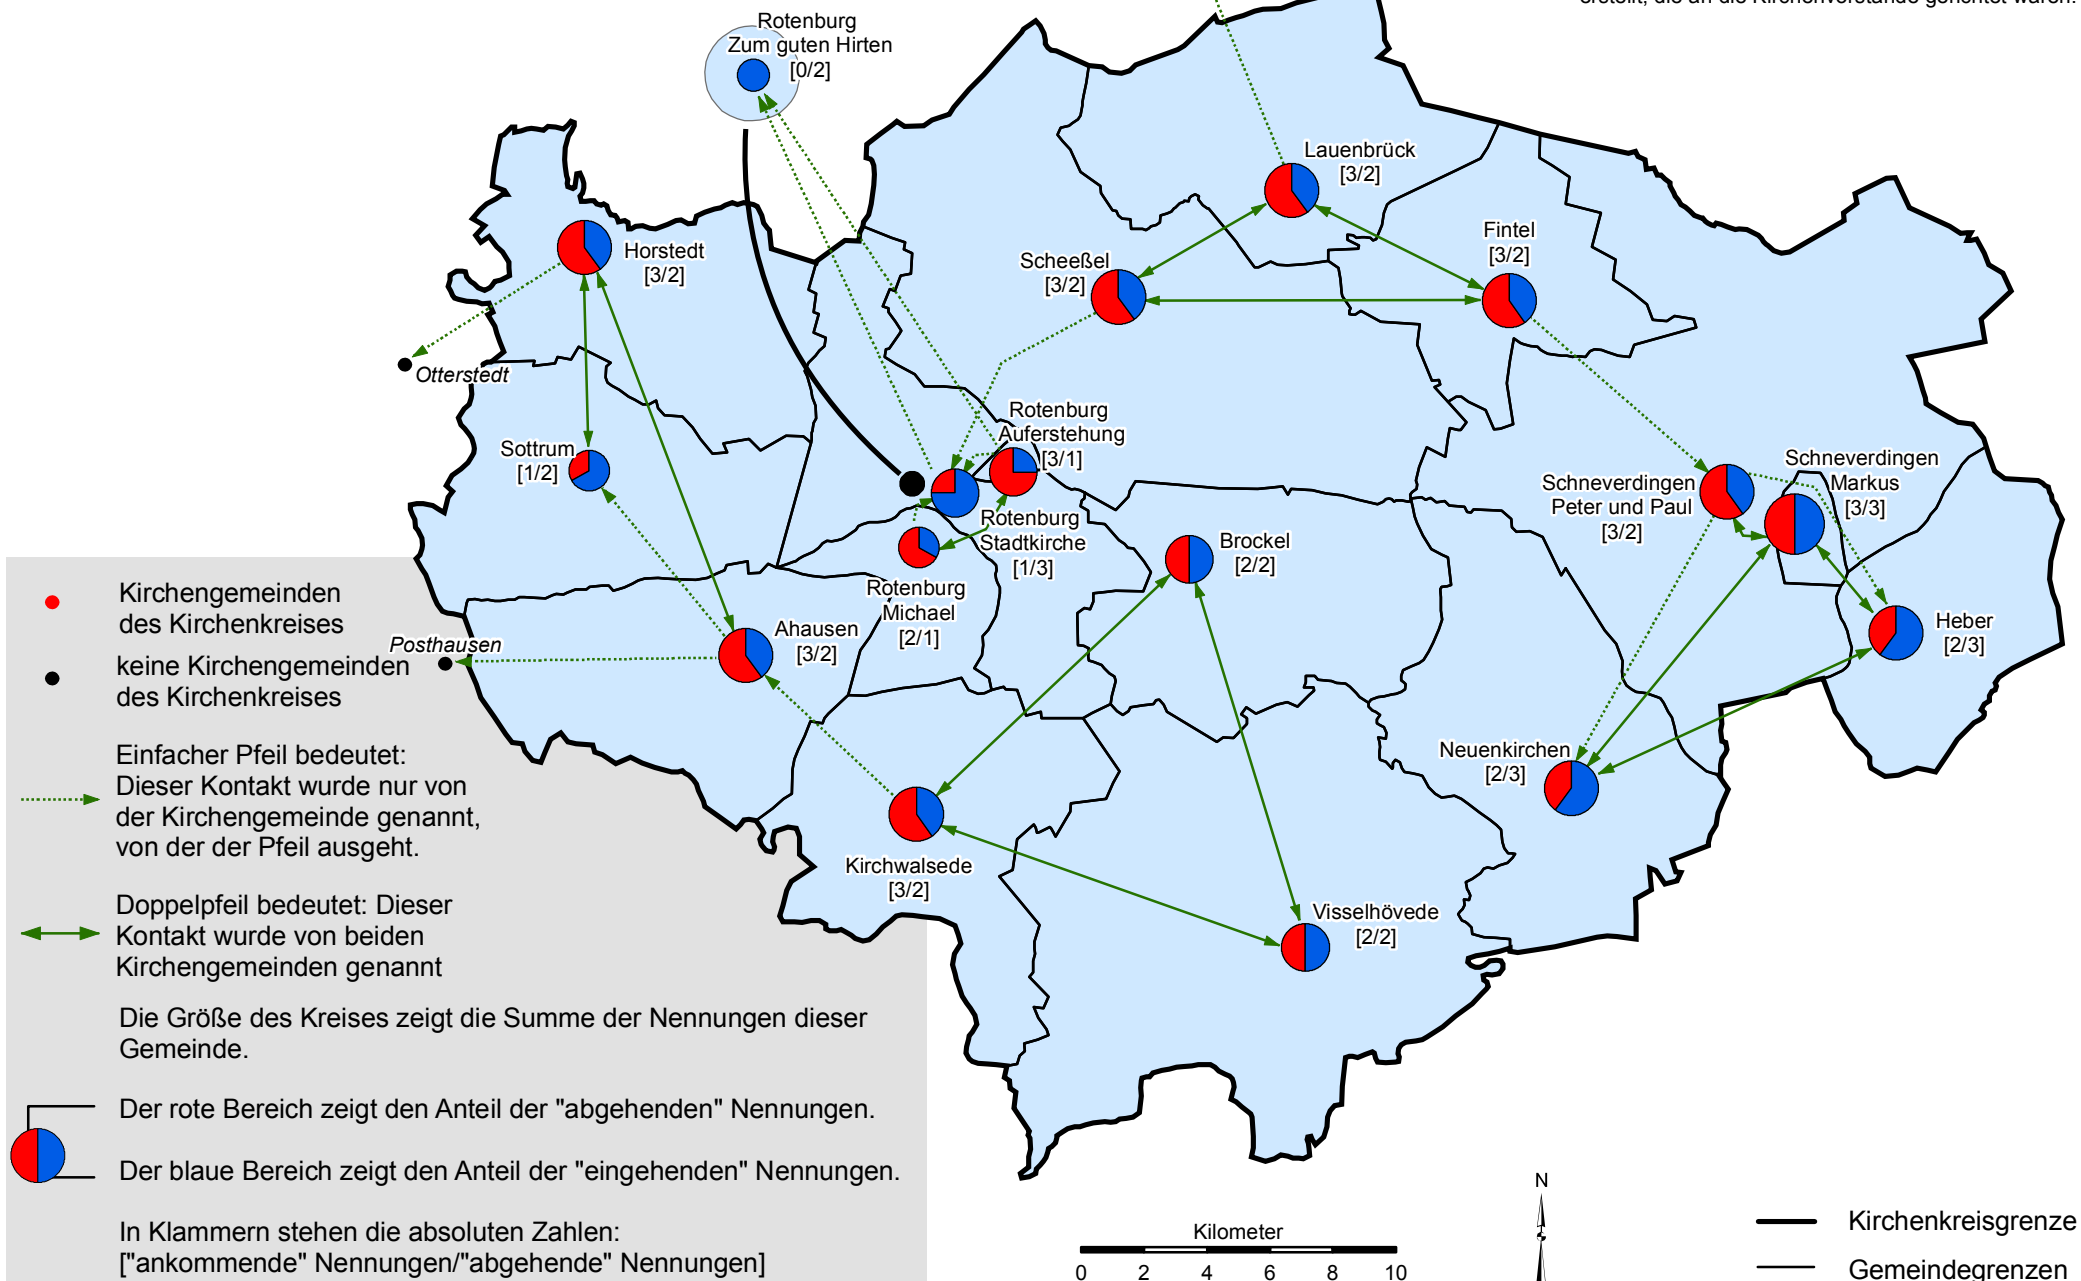 erstellt, die an die Kirchenvorstände gerichtet waren.
Rotenburg
Zum guten Hirten
[0/2]
Lauenbrück
[3/2]
Horstedt
[3/2]
Scheeßel
[3/2]
Fintel
[3/2]
Otterstedt
Sottrum
[1/2]
Rotenburg
Auferstehung
[3/1]
Schneverdingen
Peter und Paul
[3/2]
Schneverdingen
Markus
[3/3]
Rotenburg
Stadtkirche
[1/3]
Brockel
[2/2]
Rotenburg
Michael
[2/1]
Heber
[2/3]
Posthausen
Ahausen
[3/2]
Neuenkirchen
[2/3]
Kirchwalsede
[3/2]
Visselhövede
[2/2]
Kirchengemeinden
des Kirchenkreises
keine Kirchengemeinden
des Kirchenkreises
Einfacher Pfeil bedeutet:
Dieser Kontakt wurde nur von
der Kirchengemeinde genannt,
von der der Pfeil ausgeht.
Doppelpfeil bedeutet: Dieser
Kontakt wurde von beiden
Kirchengemeinden genannt
Die Größe des Kreises zeigt die Summe der Nennungen dieser
Gemeinde.
Der rote Bereich zeigt den Anteil der "abgehenden" Nennungen.
Der blaue Bereich zeigt den Anteil der "eingehenden" Nennungen.
In Klammern stehen die absoluten Zahlen:
["ankommende" Nennungen/"abgehende" Nennungen]
Kilometer
0 2 4 6 8 10
N
Kirchenkreisgrenze
Gemeindegrenzen